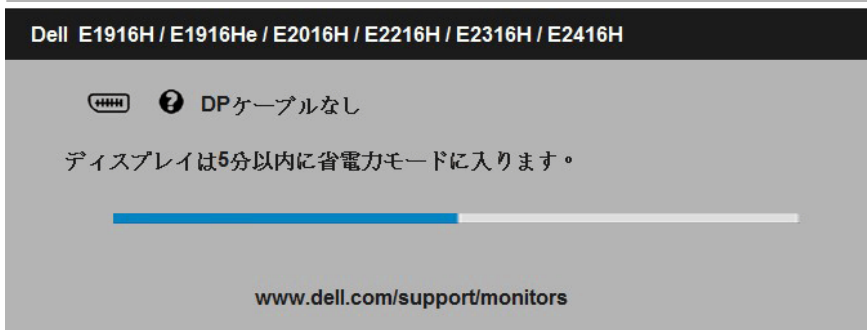 Dell E1916H / E1916He / E2016H / E2216H / E2316H / E2416H
DPケーブルなし
ディスプレイは5分以内に省電力モードに入ります。
www.dell.com/support/monitors